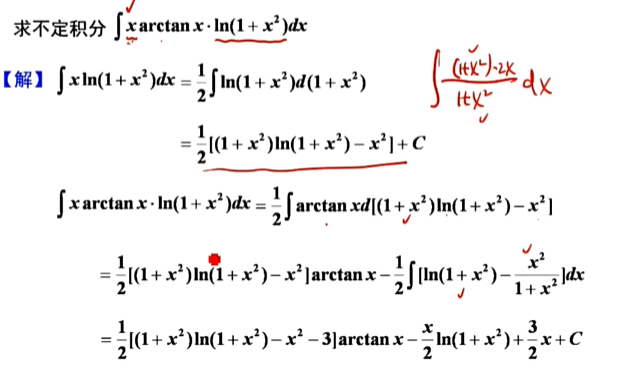 求不定积分 ∫x arctan x · ln(1+x²)dx
【解】∫x ln(1+x²)dx = 1/2 ∫ln(1+x²)d(1+x²)
∫ (1+x²)·2x / 1+x² dx
= 1/2 [(1+x²)ln(1+x²) − x²] + C
∫x arctan x · ln(1+x²)dx = 1/2 ∫arctan x d[(1+x²)ln(1+x²) − x²]
= 1/2 [(1+x²)ln(1+x²) − x²]arctan x − 1/2 ∫[ln(1+x²) − x²/(1+x²)]dx
= 1/2 [(1+x²)ln(1+x²) − x² − 3]arctan x − x/2 ln(1+x²) + 3/2 x + C